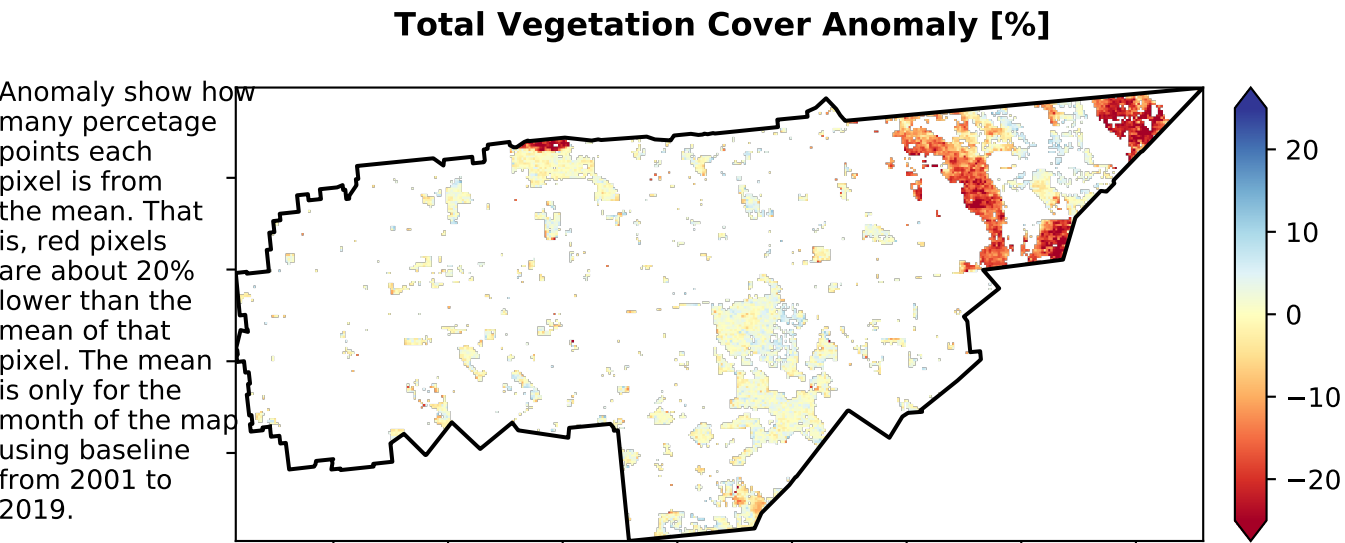 Total Vegetation Cover Anomaly [%]
Anomaly show how
many percetage
points each
pixel is from
the mean. That
is, red pixels
are about 20%
lower than the
mean of that
pixel. The mean
is only for the
month of the map
using baseline
from 2001 to
2019.
20
10
0
−10
−20